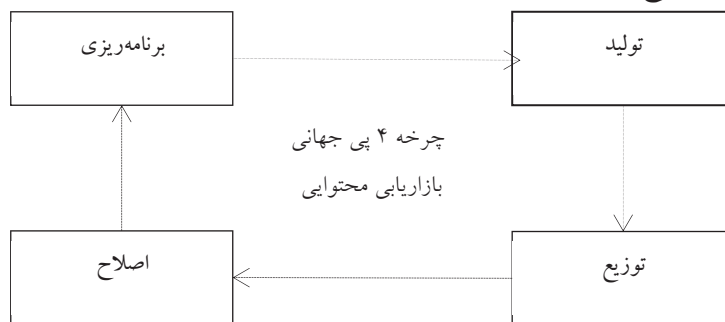 تولید
برنامه‌ریزی
چرخه ۴ پی جهانی
بازاریابی محتوایی
توزیع
اصلاح